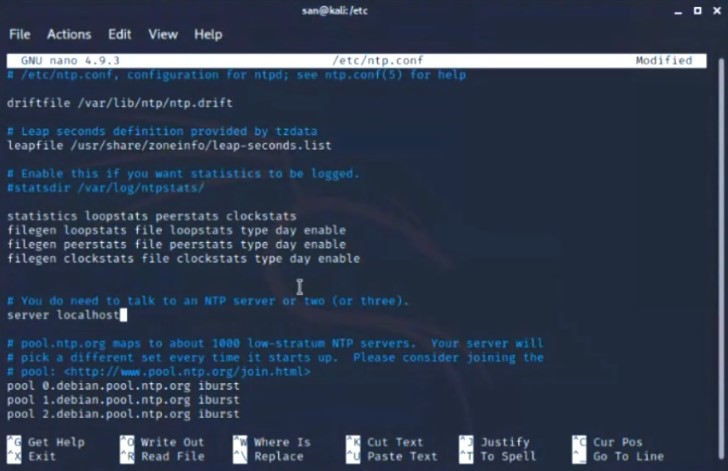 san@kali:/etc
File Actions Edit View Help
GNU nano 4.9.3 /etc/ntp.conf Modified
# /etc/ntp.conf, configuration for ntpd; see ntp.conf(5) for help
driftfile /var/lib/ntp/ntp.drift
# Leap seconds definition provided by tzdata
leapfile /usr/share/zoneinfo/leap-seconds.list
# Enable this if you want statistics to be logged.
#statsdir /var/log/ntpstats/
statistics loopstats peerstats clockstats
filegen loopstats file loopstats type day enable
filegen peerstats file peerstats type day enable
filegen clockstats file clockstats type day enable
# You do need to talk to an NTP server or two (or three).
server localhost
# pool.ntp.org maps to about 1000 low-stratum NTP servers. Your server will
# pick a different set every time it starts up. Please consider joining the
# pool: <http://www.pool.ntp.org/join.html>
pool 0.debian.pool.ntp.org iburst
pool 1.debian.pool.ntp.org iburst
pool 2.debian.pool.ntp.org iburst
^G Get Help ^O Write Out ^W Where Is ^K Cut Text ^J Justify ^C Cur Pos
^X Exit ^R Read File ^\ Replace ^U Paste Text ^T To Spell ^_ Go To Line